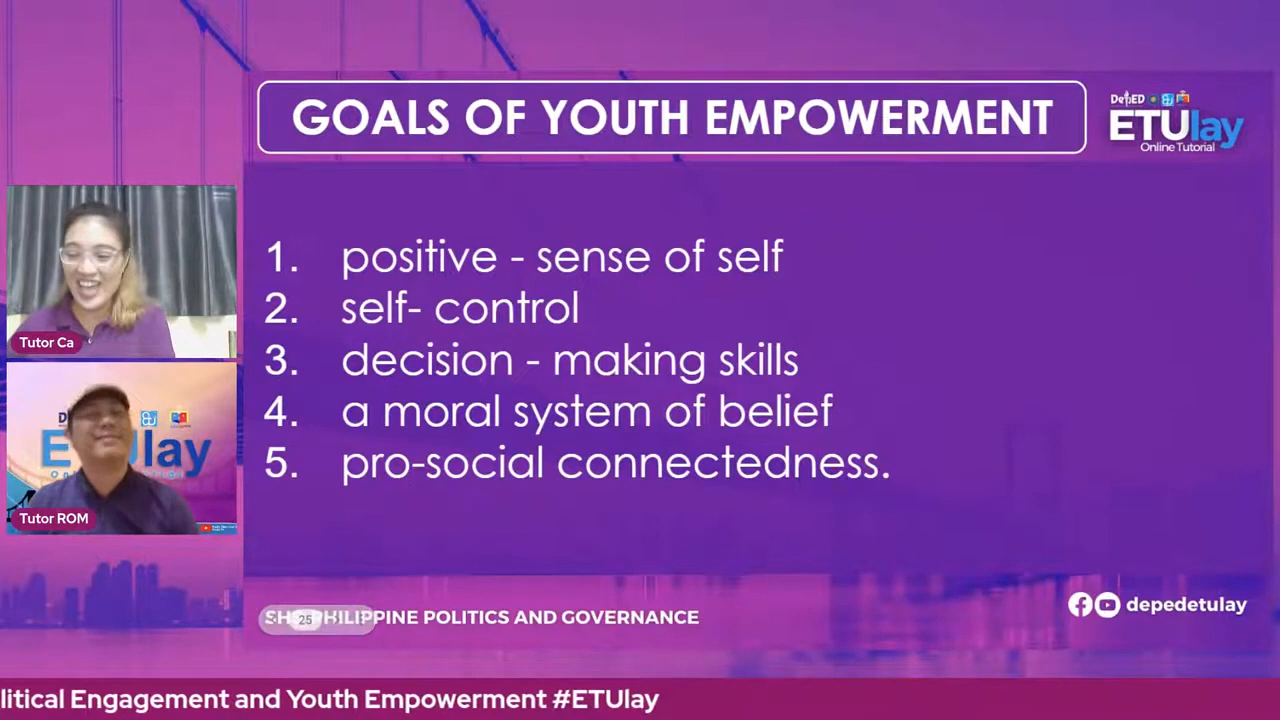 GOALS OF YOUTH EMPOWERMENT
DepED
ETUlay
Online Tutorial
1. positive - sense of self
2. self- control
3. decision - making skills
4. a moral system of belief
5. pro-social connectedness.
Tutor Ca
Tutor ROM
25
PHILIPPINE POLITICS AND GOVERNANCE
depedetulay
litical Engagement and Youth Empowerment #ETUlay